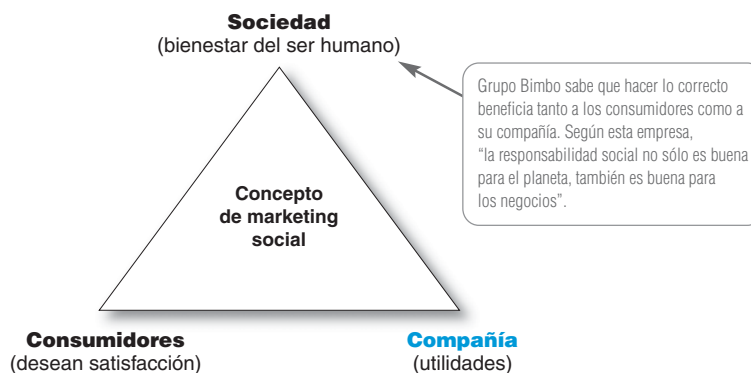 Sociedad
(bienestar del ser humano)
Grupo Bimbo sabe que hacer lo correcto
beneficia tanto a los consumidores como a
su compañía. Según esta empresa,
“la responsabilidad social no sólo es buena
para el planeta, también es buena para
los negocios”.
Concepto
de marketing
social
Consumidores
(desean satisfacción)
Compañía
(utilidades)